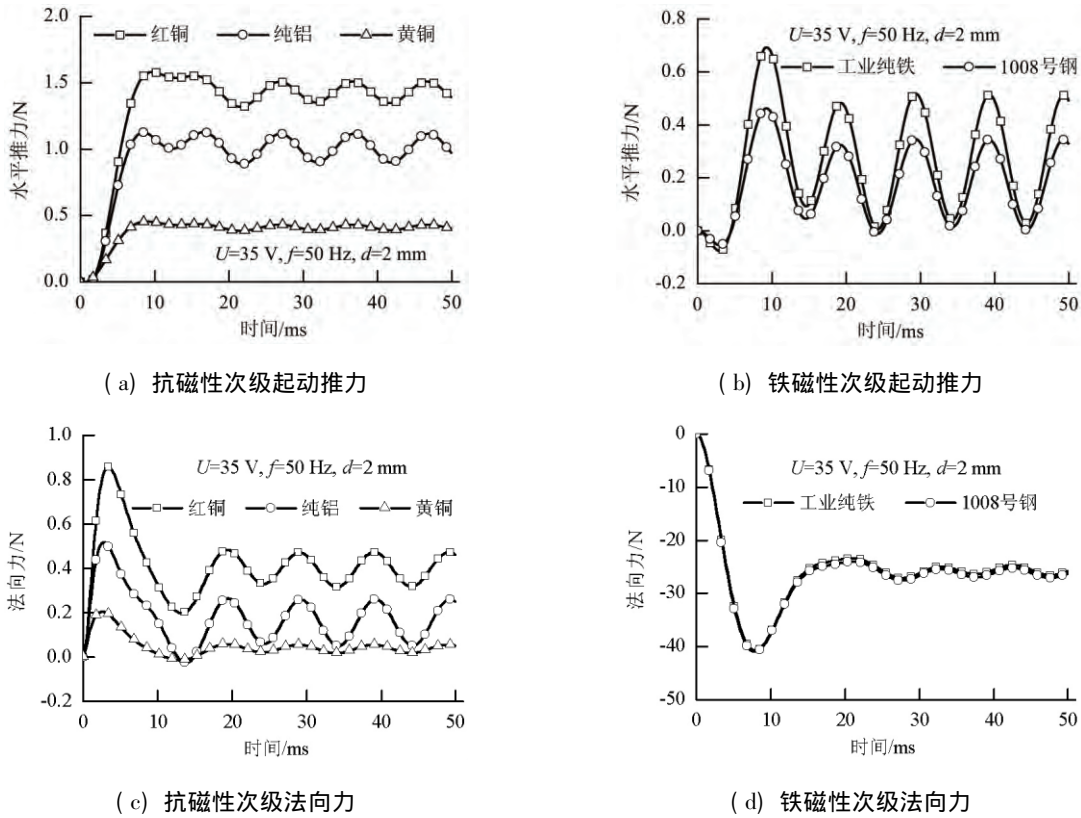 2.0
1.5
1.0
0.5
0.0
水平推力/N
红铜 纯铝 黄铜
U=35 V, f=50 Hz, d=2 mm
0 10 20 30 40 50
时间/ms
(a) 抗磁性次级起动推力
0.8
0.6
0.4
0.2
0.0
-0.2
水平推力/N
U=35 V, f=50 Hz, d=2 mm
工业纯铁 1008号钢
0 10 20 30 40 50
时间/ms
(b) 铁磁性次级起动推力
1.0
0.8
0.6
0.4
0.2
0.0
-0.2
法向力/N
U=35 V, f=50 Hz, d=2 mm
红铜 纯铝 黄铜
0 10 20 30 40 50
时间/ms
(c) 抗磁性次级法向力
0
-10
-20
-30
-40
-50
法向力/N
U=35 V, f=50 Hz, d=2 mm
工业纯铁 1008号钢
0 10 20 30 40 50
时间/ms
(d) 铁磁性次级法向力